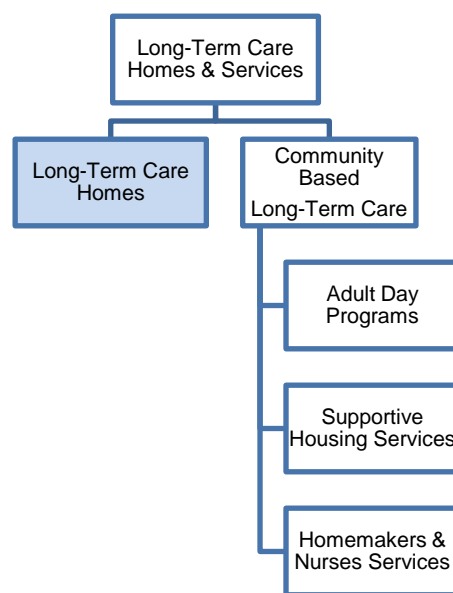 Long-Term Care
Homes & Services
Long-Term Care
Homes
Community
Based
Long-Term Care
Adult Day
Programs
Supportive
Housing Services
Homemakers &
Nurses Services